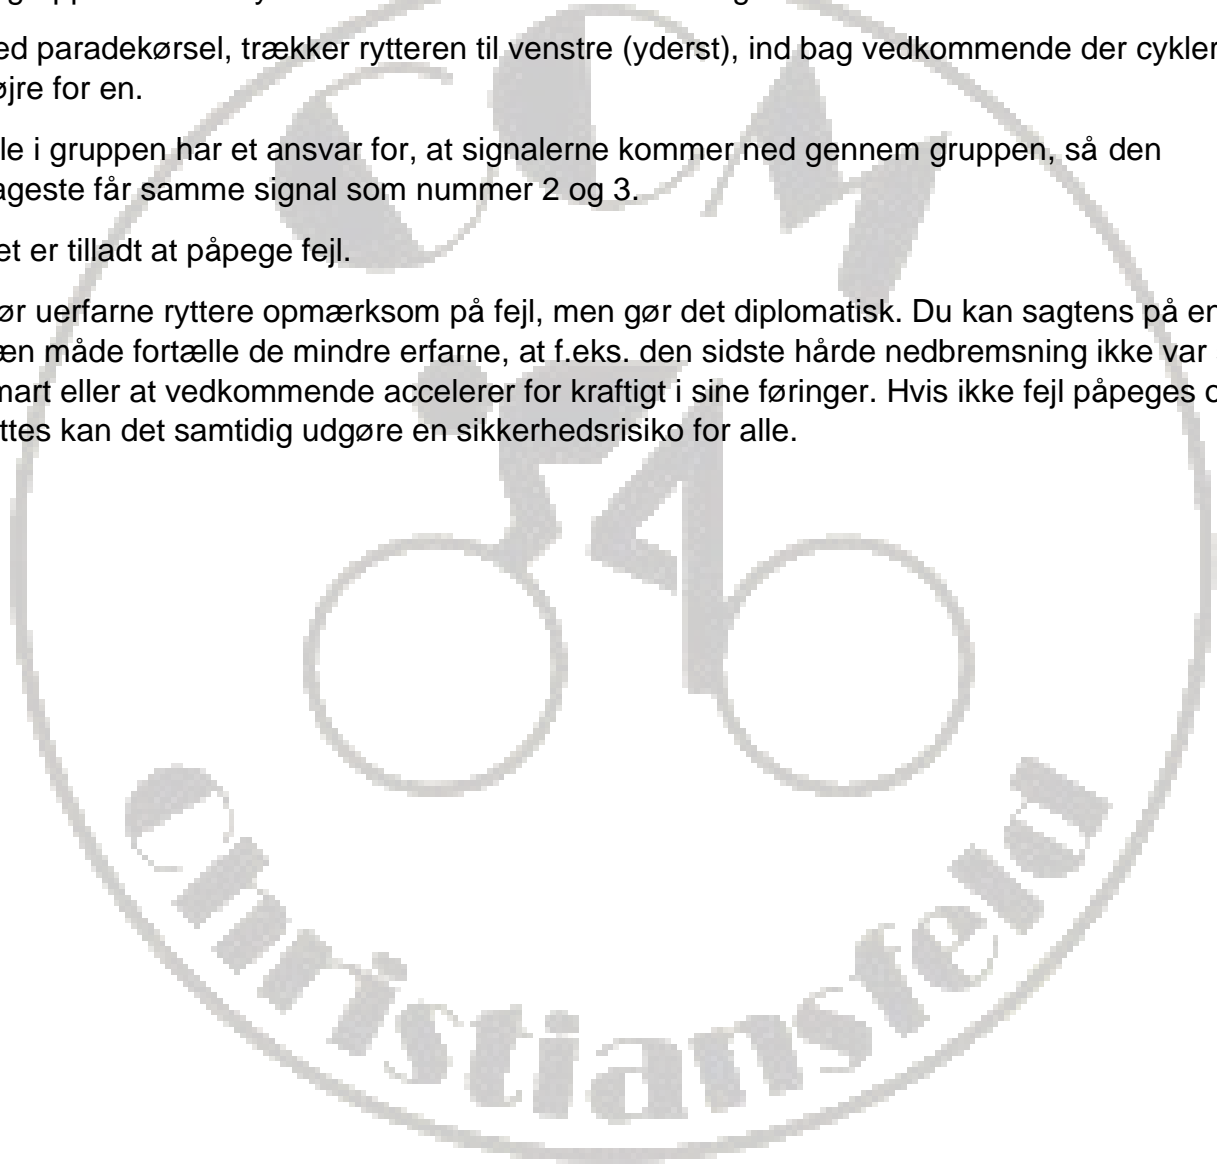 ed paradekørsel, trækker rytteren til venstre (yderst), ind bag vedkommende der cykler
øjre for en.
le i gruppen har et ansvar for, at signalerne kommer ned gennem gruppen, så den
ageste får samme signal som nummer 2 og 3.
et er tilladt at påpege fejl.
ør uerfarne ryttere opmærksom på fejl, men gør det diplomatisk. Du kan sagtens på en
æn måde fortælle de mindre erfarne, at f.eks. den sidste hårde nedbremsning ikke var
mart eller at vedkommende accelerer for kraftigt i sine føringer. Hvis ikke fejl påpeges o
ttes kan det samtidig udgøre en sikkerhedsrisiko for alle.
Christiansfeld